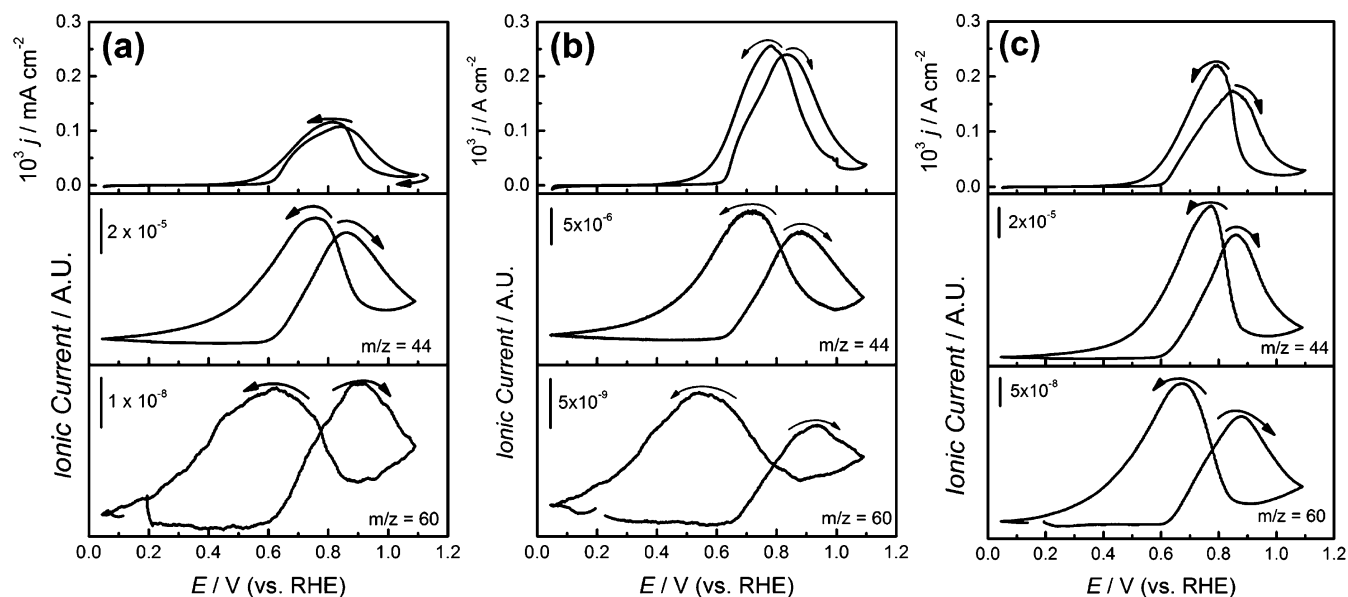 (a)
10³ j / mA cm⁻²
0.3
0.2
0.1
0.0
Ionic Current / A.U.
2 x 10⁻⁵
m/z = 44
1 x 10⁻⁸
m/z = 60
0.0 0.2 0.4 0.6 0.8 1.0 1.2
E / V (vs. RHE)
(b)
10³ j / A cm⁻²
0.3
0.2
0.1
0.0
Ionic Current / A.U.
5x10⁻⁶
m/z = 44
5x10⁻⁹
m/z = 60
0.0 0.2 0.4 0.6 0.8 1.0 1.2
E / V (vs. RHE)
(c)
10³ j / A cm⁻²
0.3
0.2
0.1
0.0
Ionic Current / A.U.
2x10⁻⁵
m/z = 44
5x10⁻⁸
m/z = 60
0.0 0.2 0.4 0.6 0.8 1.0 1.2
E / V (vs. RHE)